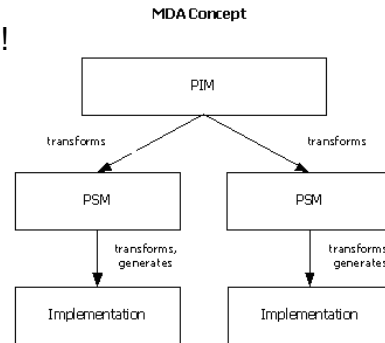 MDA Concept
!
PIM
transforms
transforms
PSM
PSM
transforms,
generates
transforms
generates
Implementation
Implementation